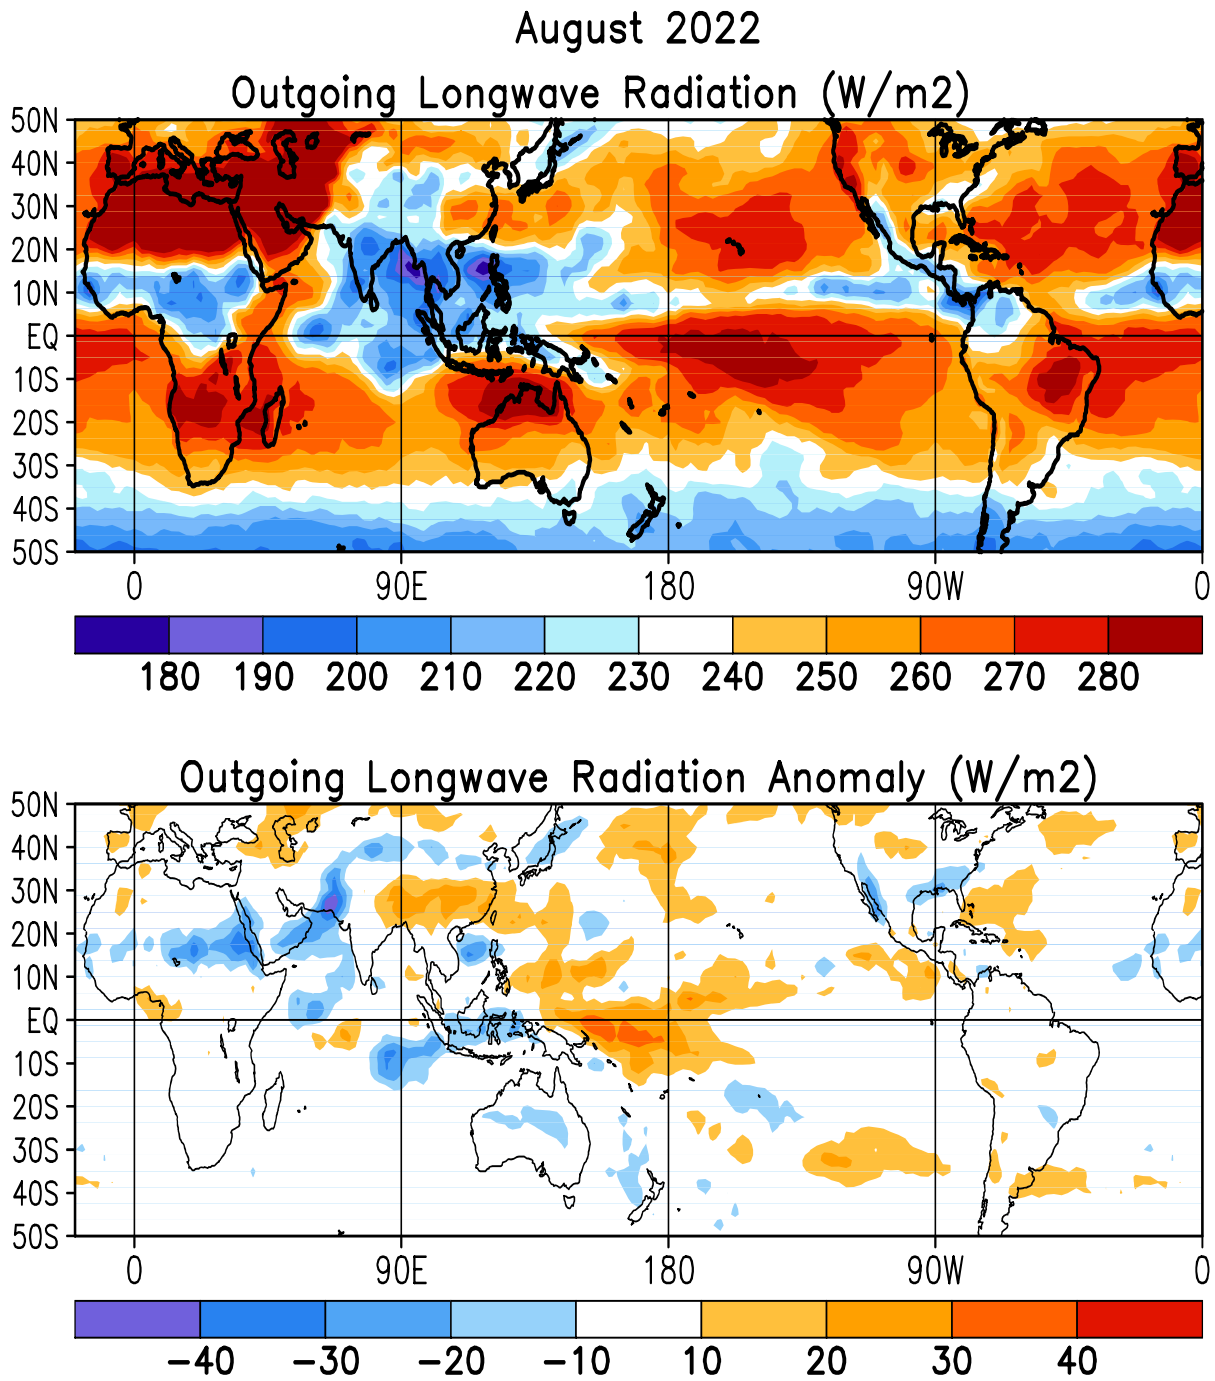 August 2022
Outgoing Longwave Radiation (W/m2)
50N
40N
30N
20N
10N
EQ
10S
20S
30S
40S
50S
0 90E 180 90W 0
180 190 200 210 220 230 240 250 260 270 280
Outgoing Longwave Radiation Anomaly (W/m2)
50N
40N
30N
20N
10N
EQ
10S
20S
30S
40S
50S
0 90E 180 90W 0
−40 −30 −20 −10 10 20 30 40